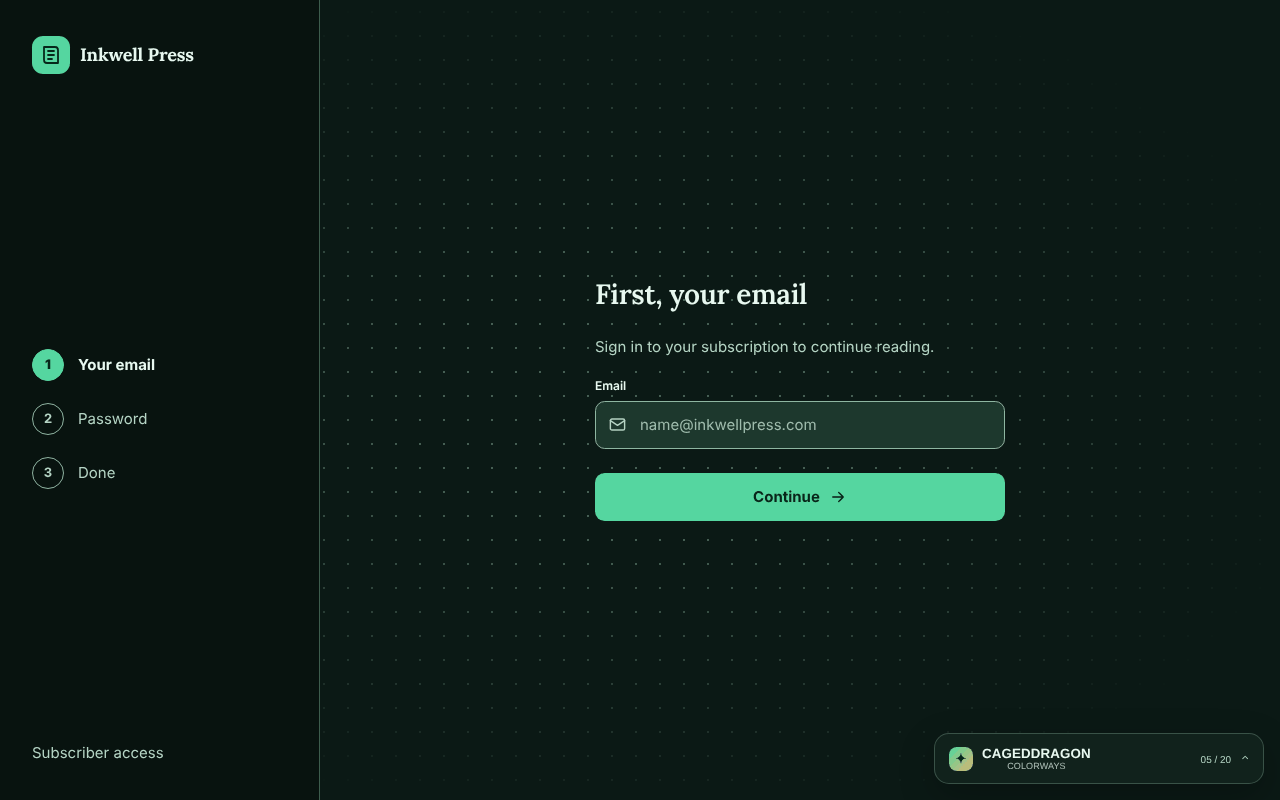 Inkwell Press
1 Your email
2 Password
3 Done
Subscriber access
First, your email
Sign in to your subscription to continue reading.
Email
name@inkwellpress.com
Continue
CAGEDDRAGON
COLORWAYS
05 / 20